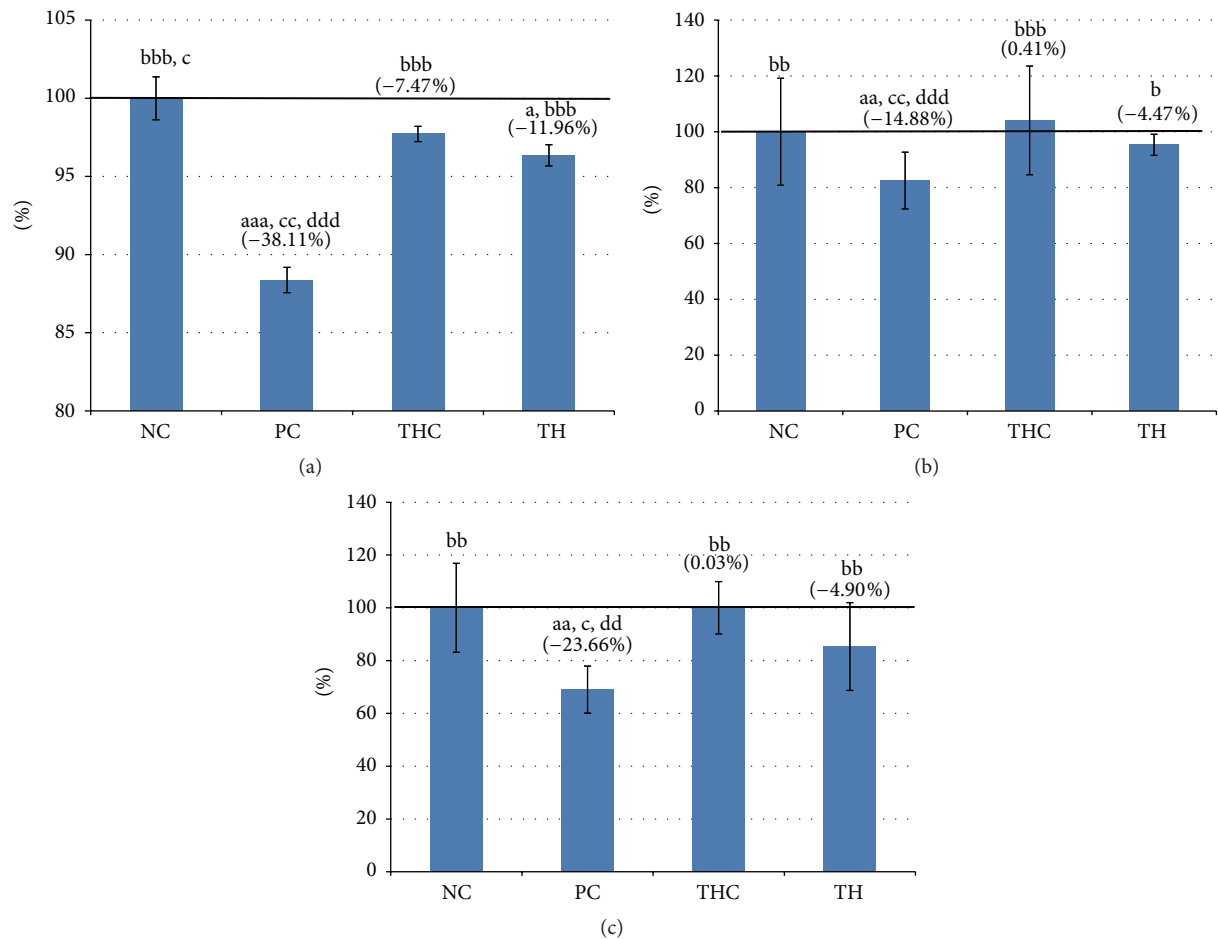 105
100
95
90
85
80
(%)
bbb, c
aaa, cc, ddd
(−38.11%)
bbb
(−7.47%)
a, bbb
(−11.96%)
NC PC THC TH
(a)
140
120
100
80
60
40
20
0
(%)
bb
aa, cc, ddd
(−14.88%)
bbb
(0.41%)
b
(−4.47%)
NC PC THC TH
(b)
140
120
100
80
60
40
20
0
(%)
bb
aa, c, dd
(−23.66%)
bb
(0.03%)
bb
(−4.90%)
NC PC THC TH
(c)